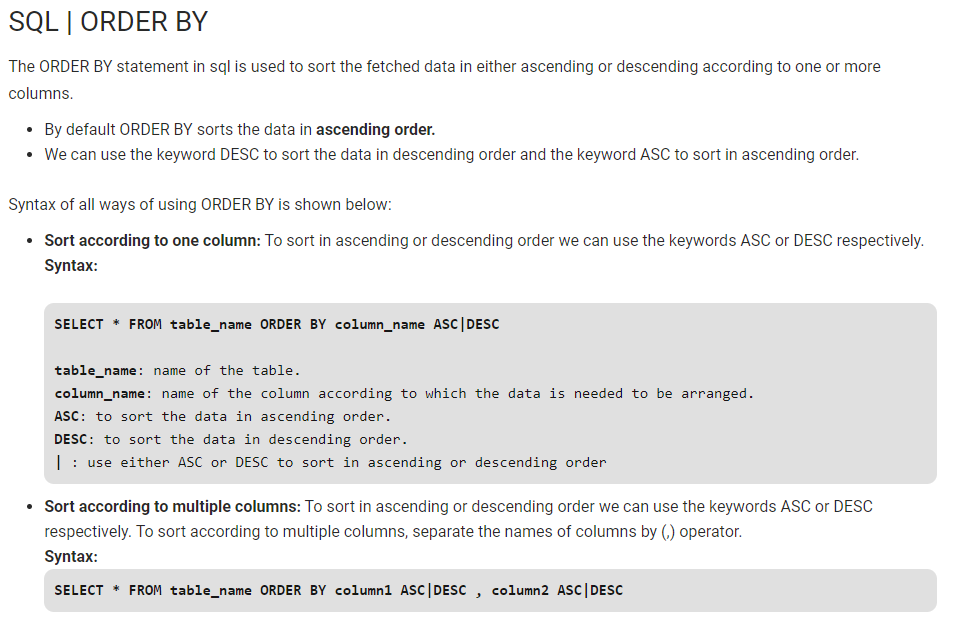 SQL | ORDER BY
The ORDER BY statement in sql is used to sort the fetched data in either ascending or descending according to one or more
columns.
• By default ORDER BY sorts the data in ascending order.
• We can use the keyword DESC to sort the data in descending order and the keyword ASC to sort in ascending order.
Syntax of all ways of using ORDER BY is shown below:
• Sort according to one column: To sort in ascending or descending order we can use the keywords ASC or DESC respectively.
Syntax:
SELECT * FROM table_name ORDER BY column_name ASC|DESC
table_name: name of the table.
column_name: name of the column according to which the data is needed to be arranged.
ASC: to sort the data in ascending order.
DESC: to sort the data in descending order.
| : use either ASC or DESC to sort in ascending or descending order
• Sort according to multiple columns: To sort in ascending or descending order we can use the keywords ASC or DESC
respectively. To sort according to multiple columns, separate the names of columns by (,) operator.
Syntax:
SELECT * FROM table_name ORDER BY column1 ASC|DESC , column2 ASC|DESC